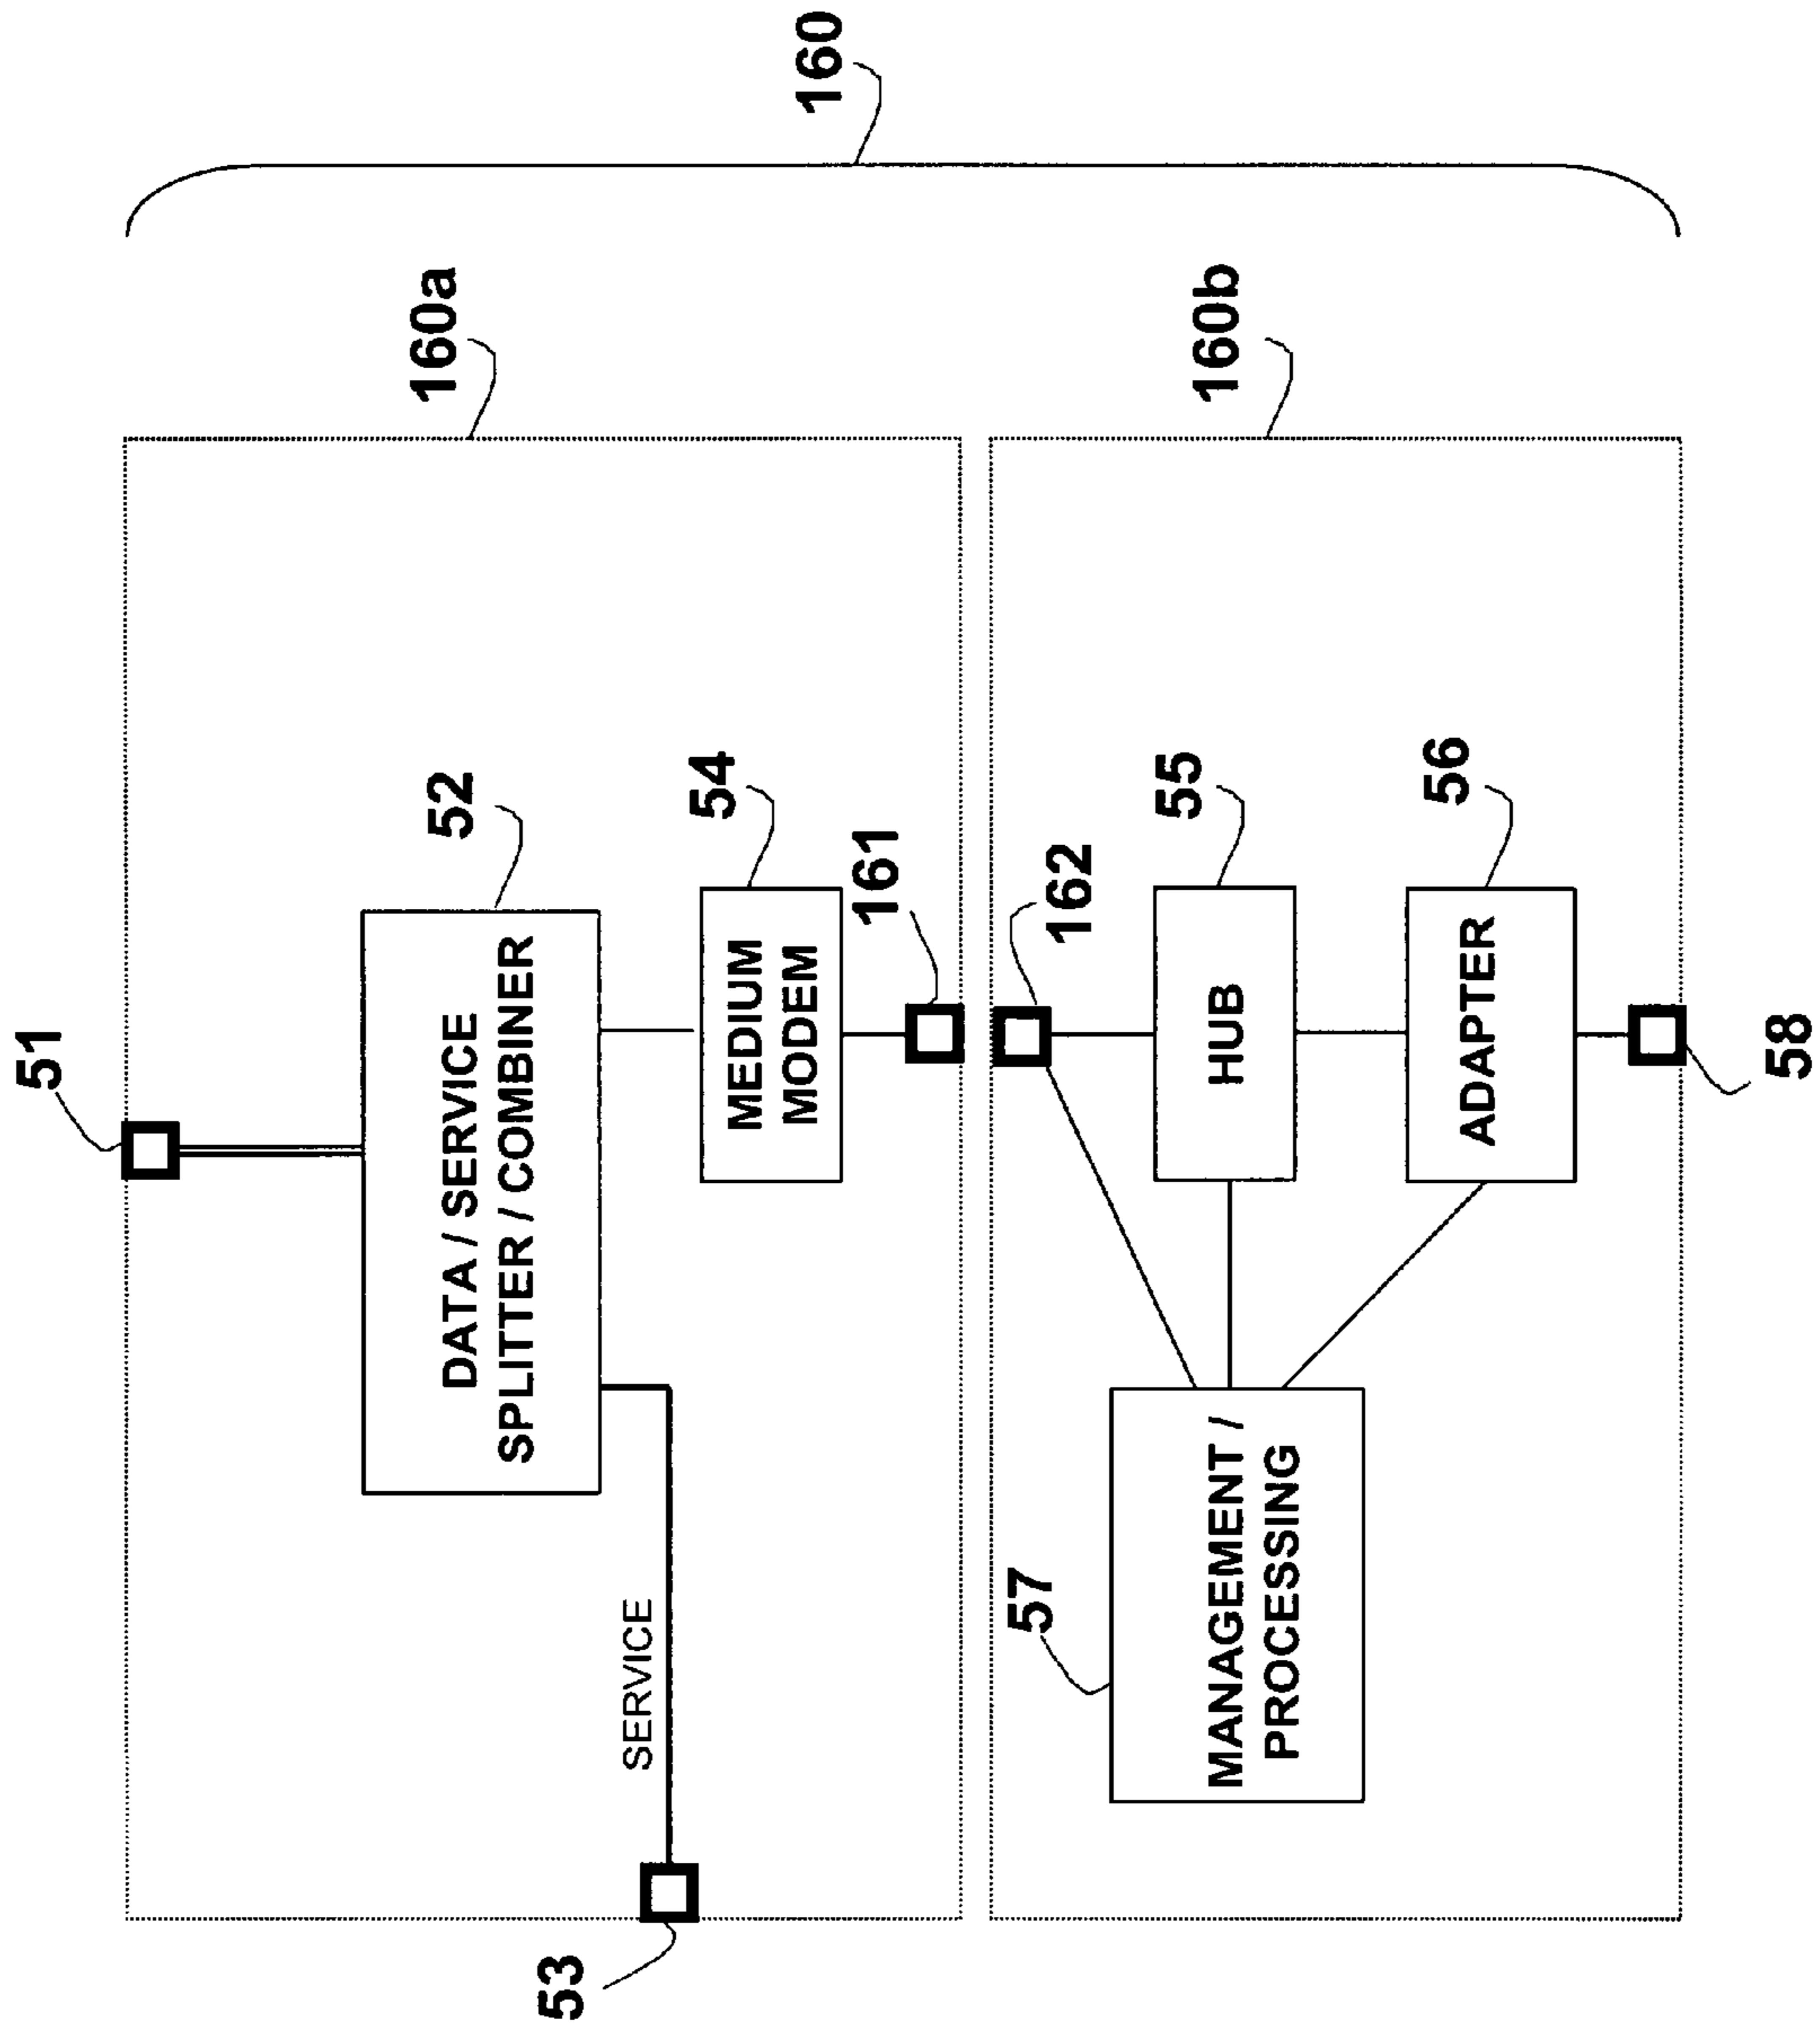 51
160a
52
DATA / SERVICE
SPLITTER / COMBINER
53
SERVICE
54
MEDIUM
MODEM
160
161
57
162
55
160b
MANAGEMENT /
PROCESSING
HUB
56
ADAPTER
58